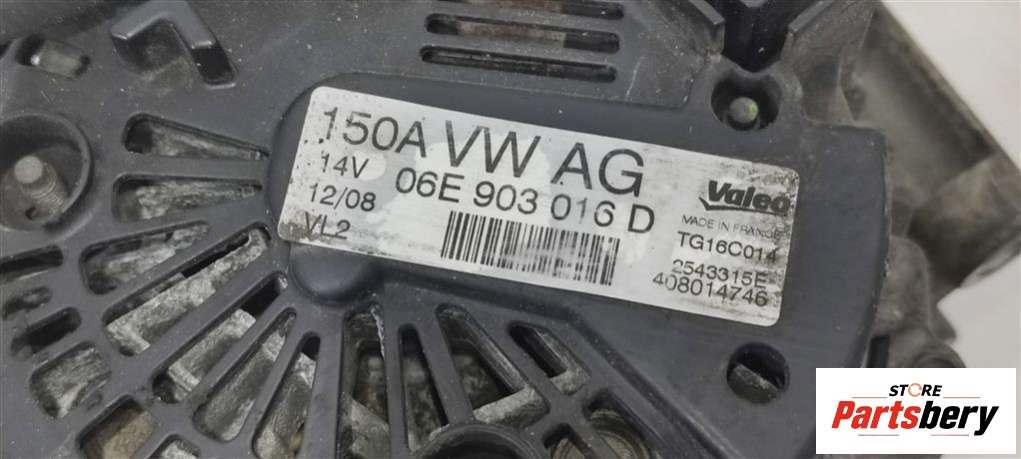 150A VW AG
14V
06E 903 016 D
12/08
VL2
Valeo
MADE IN FRANCE
TG16C014
2543315E
408014746
STORE
Partsbery